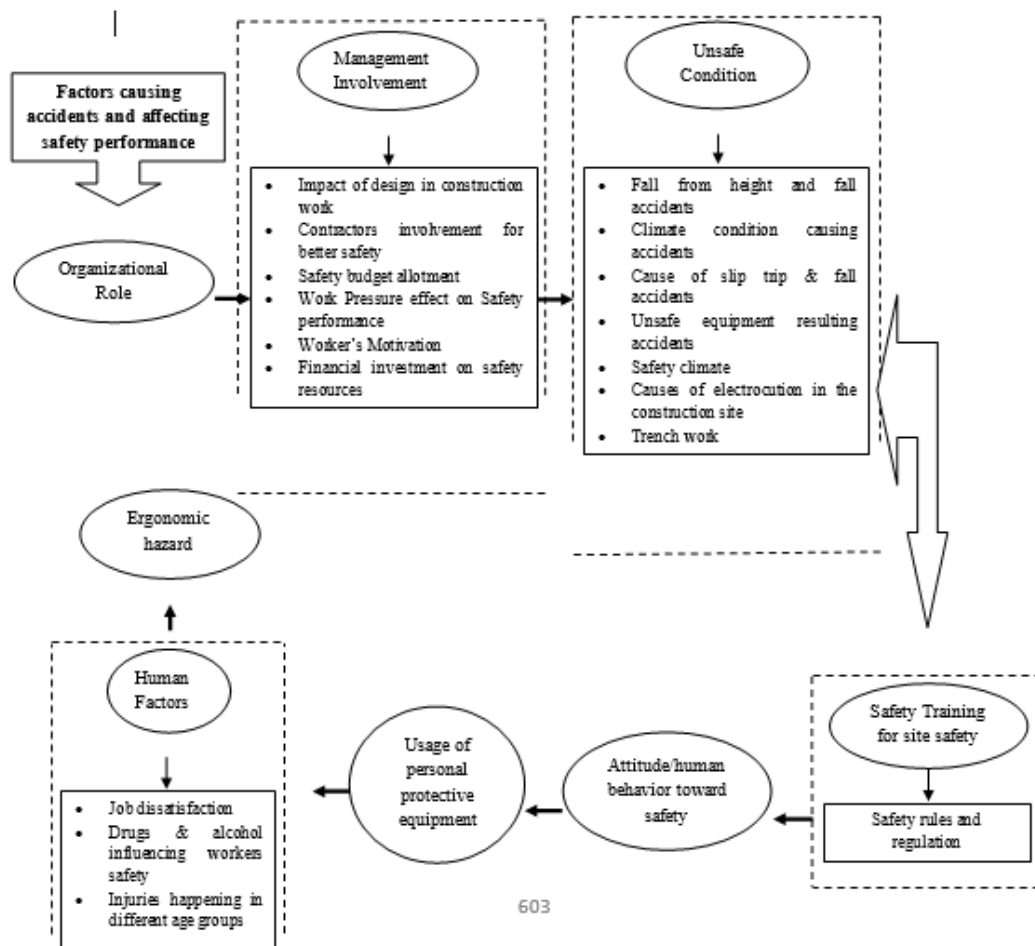 Factors causing
accidents and affecting
safety performance
Organizational
Role
Management
Involvement
• Impact of design in construction
work
• Contractors involvement for
better safety
• Safety budget allotment
• Work Pressure effect on Safety
performance
• Worker's Motivation
• Financial investment on safety
resources
Unsafe
Condition
• Fall from height and fall
accidents
• Climate condition causing
accidents
• Cause of slip trip & fall
accidents
• Unsafe equipment resulting
accidents
• Safety climate
• Causes of electrocution in the
construction site
• Trench work
Safety Training
for site safety
Safety rules and
regulation
Attitude/human
behavior toward
safety
Usage of
personal
protective
equipment
Human
Factors
• Job dissatisfaction
• Drugs & alcohol
influencing workers
safety
• Injuries happening in
different age groups
Ergonomic
hazard
603